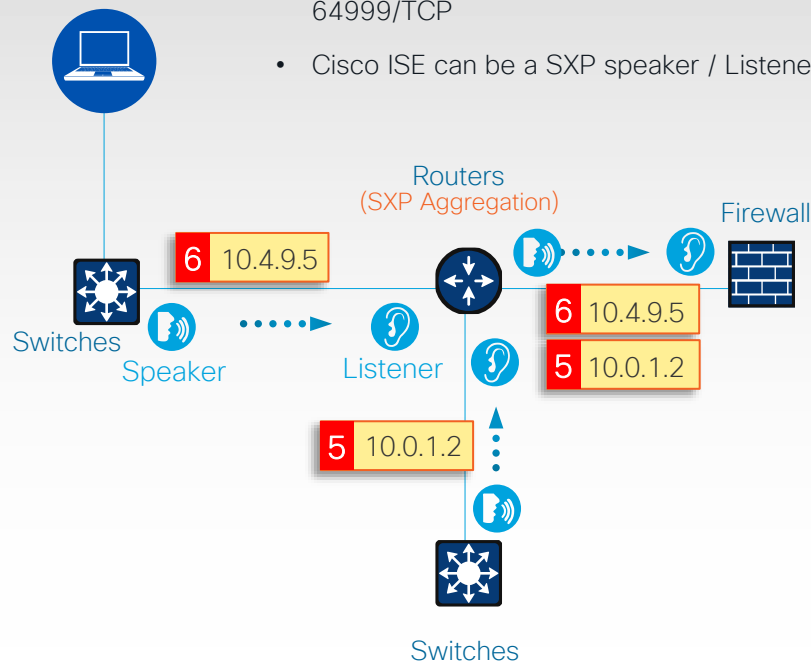 64999/TCP
• Cisco ISE can be a SXP speaker / Listene
Routers
(SXP Aggregation)
Firewall
6 10.4.9.5
Switches
Speaker
Listener
6 10.4.9.5
5 10.0.1.2
5 10.0.1.2
Switches